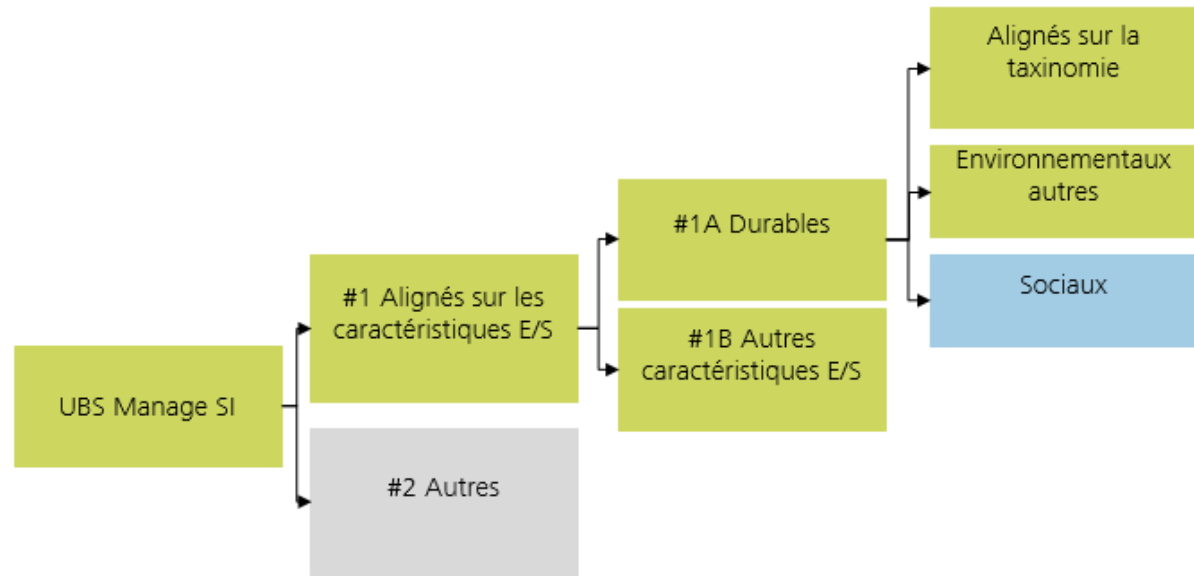 UBS Manage SI
#1 Alignés sur les
caractéristiques E/S
#2 Autres
#1A Durables
#1B Autres
caractéristiques E/S
Alignés sur la
taxinomie
Environnementaux
autres
Sociaux